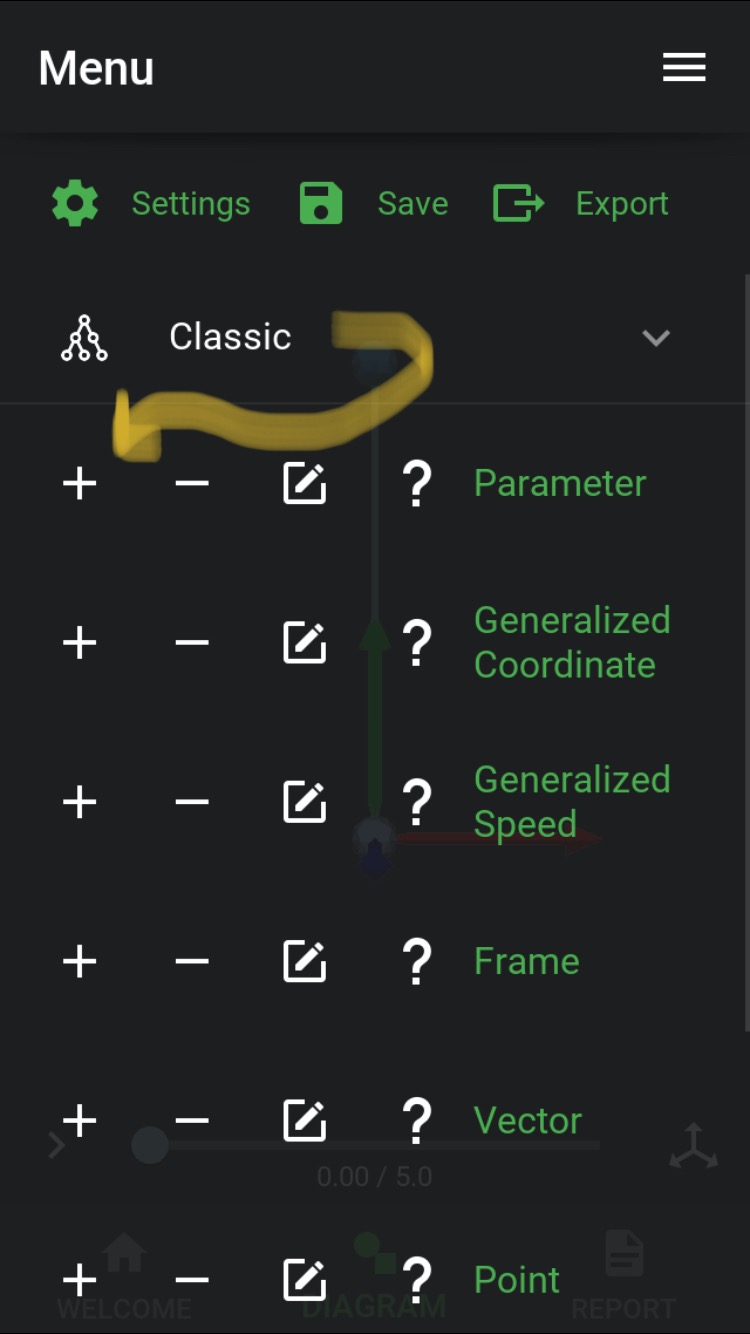 Menu
Settings Save Export
Classic
+ − ? Parameter
+ − ? Generalized
Coordinate
+ − ? Generalized
Speed
+ − ? Frame
+ − ? Vector
0.00 / 5.0
+ − ? Point
WELCOME DIAGRAM REPORT